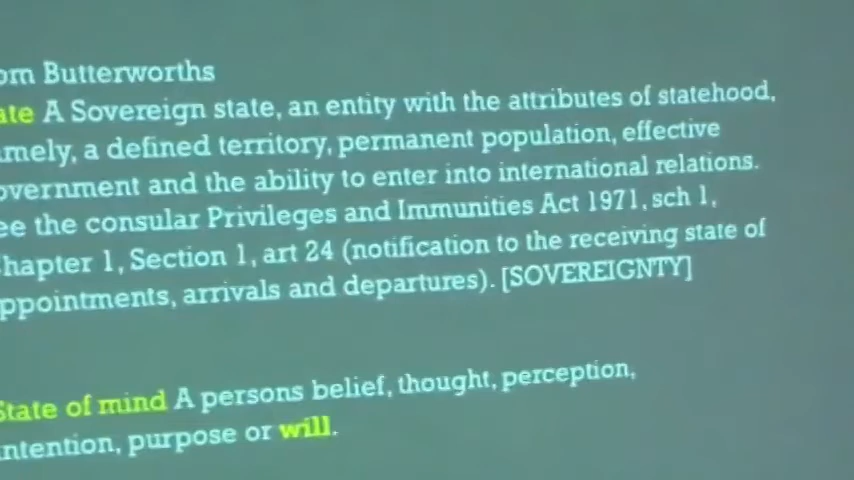 om Butterworths
ate A Sovereign state, an entity with the attributes of statehood,
mely, a defined territory, permanent population, effective
overnment and the ability to enter into international relations.
ee the consular Privileges and Immunities Act 1971, sch 1,
hapter 1, Section 1, art 24 (notification to the receiving state of
ppointments, arrivals and departures). [SOVEREIGNTY]
State of mind A persons belief, thought, perception,
ntention, purpose or will.